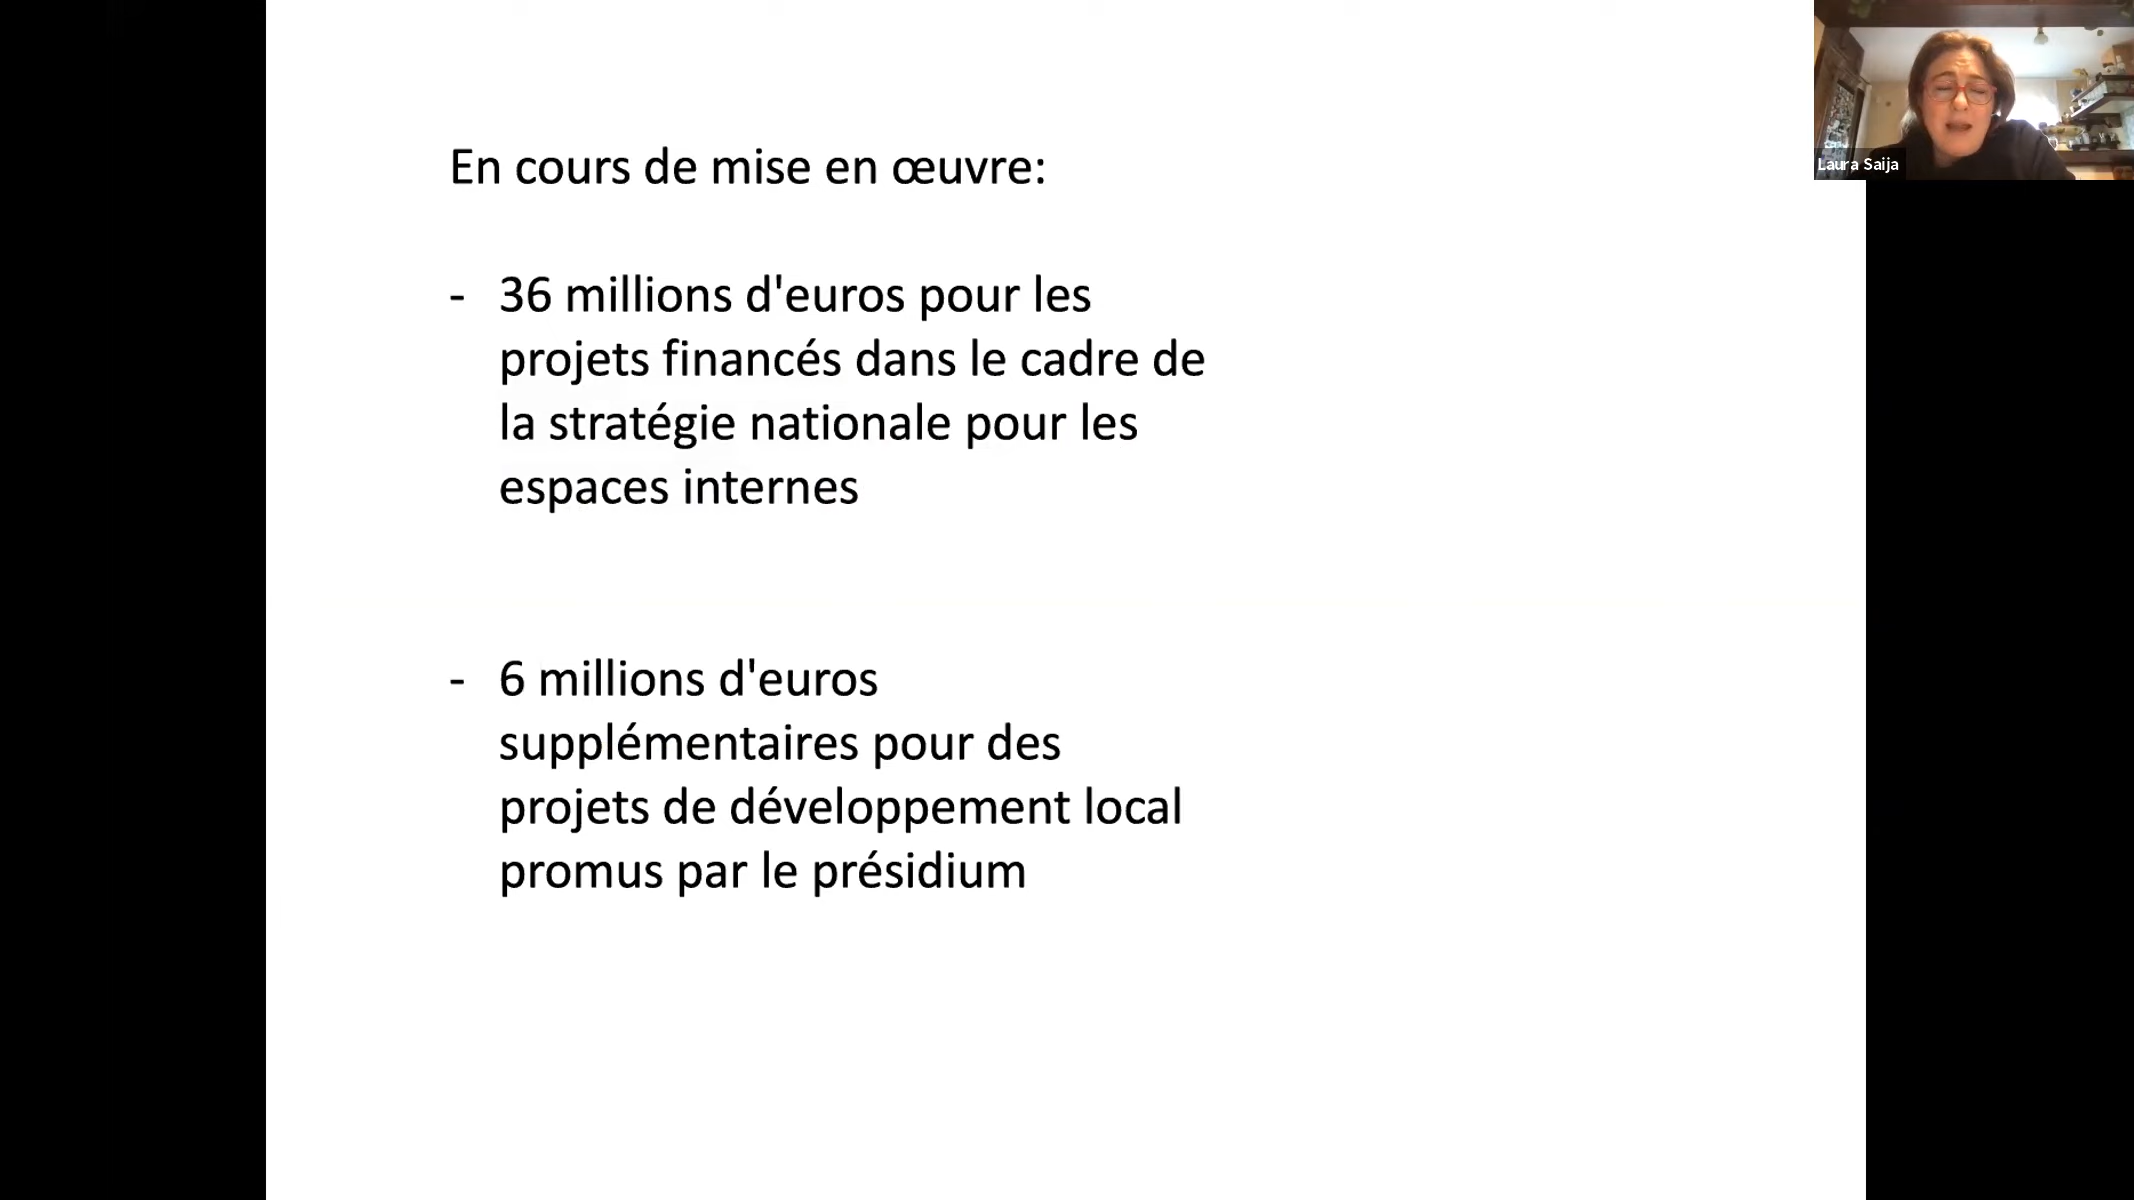 En cours de mise en œuvre:
- 36 millions d'euros pour les
projets financés dans le cadre de
la stratégie nationale pour les
espaces internes
- 6 millions d'euros
supplémentaires pour des
projets de développement local
promus par le présidium
Laura Saija